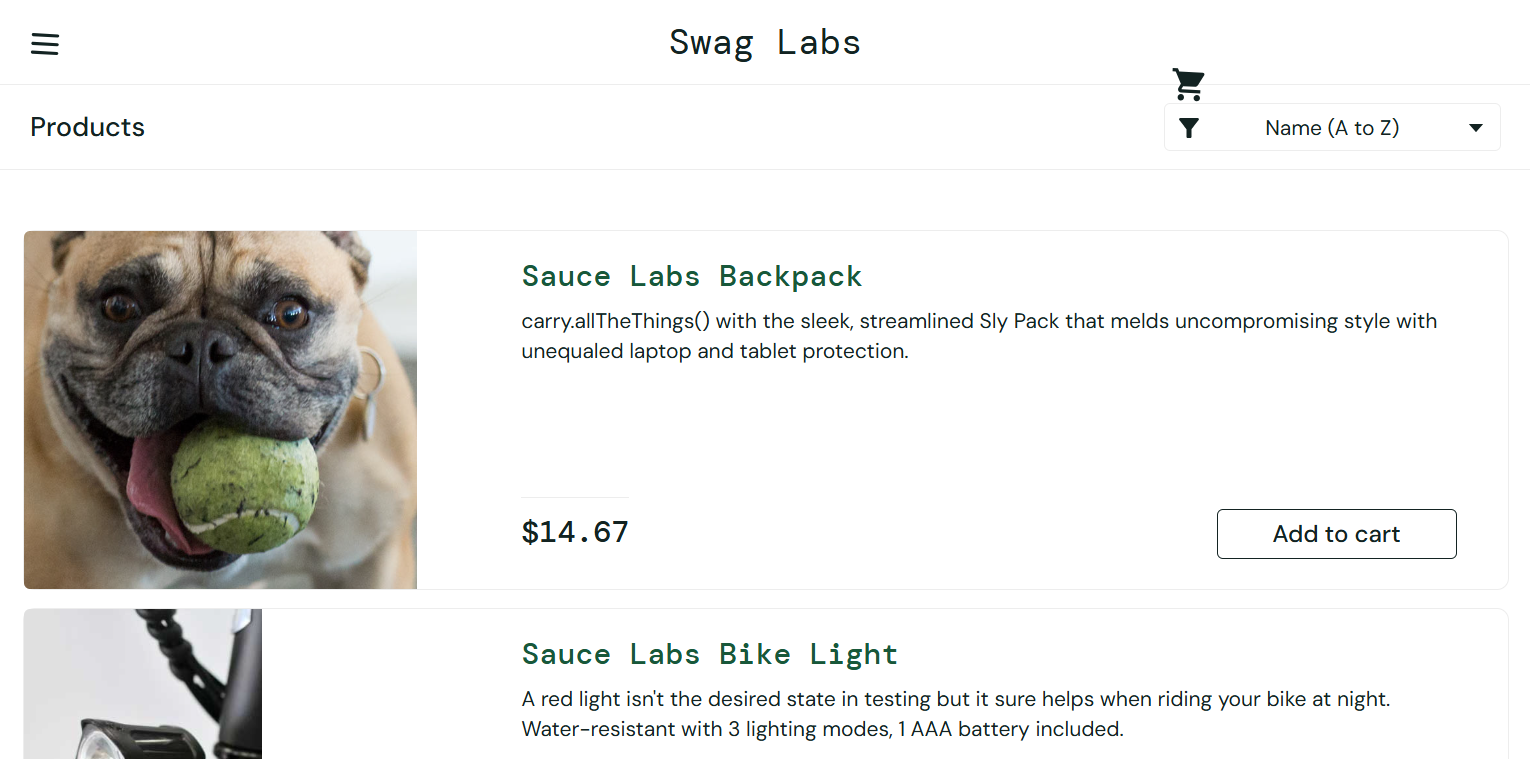 Swag Labs
Products
Name (A to Z)
Sauce Labs Backpack
carry.allTheThings() with the sleek, streamlined Sly Pack that melds uncompromising style with
unequaled laptop and tablet protection.
$14.67
Add to cart
Sauce Labs Bike Light
A red light isn't the desired state in testing but it sure helps when riding your bike at night.
Water-resistant with 3 lighting modes, 1 AAA battery included.